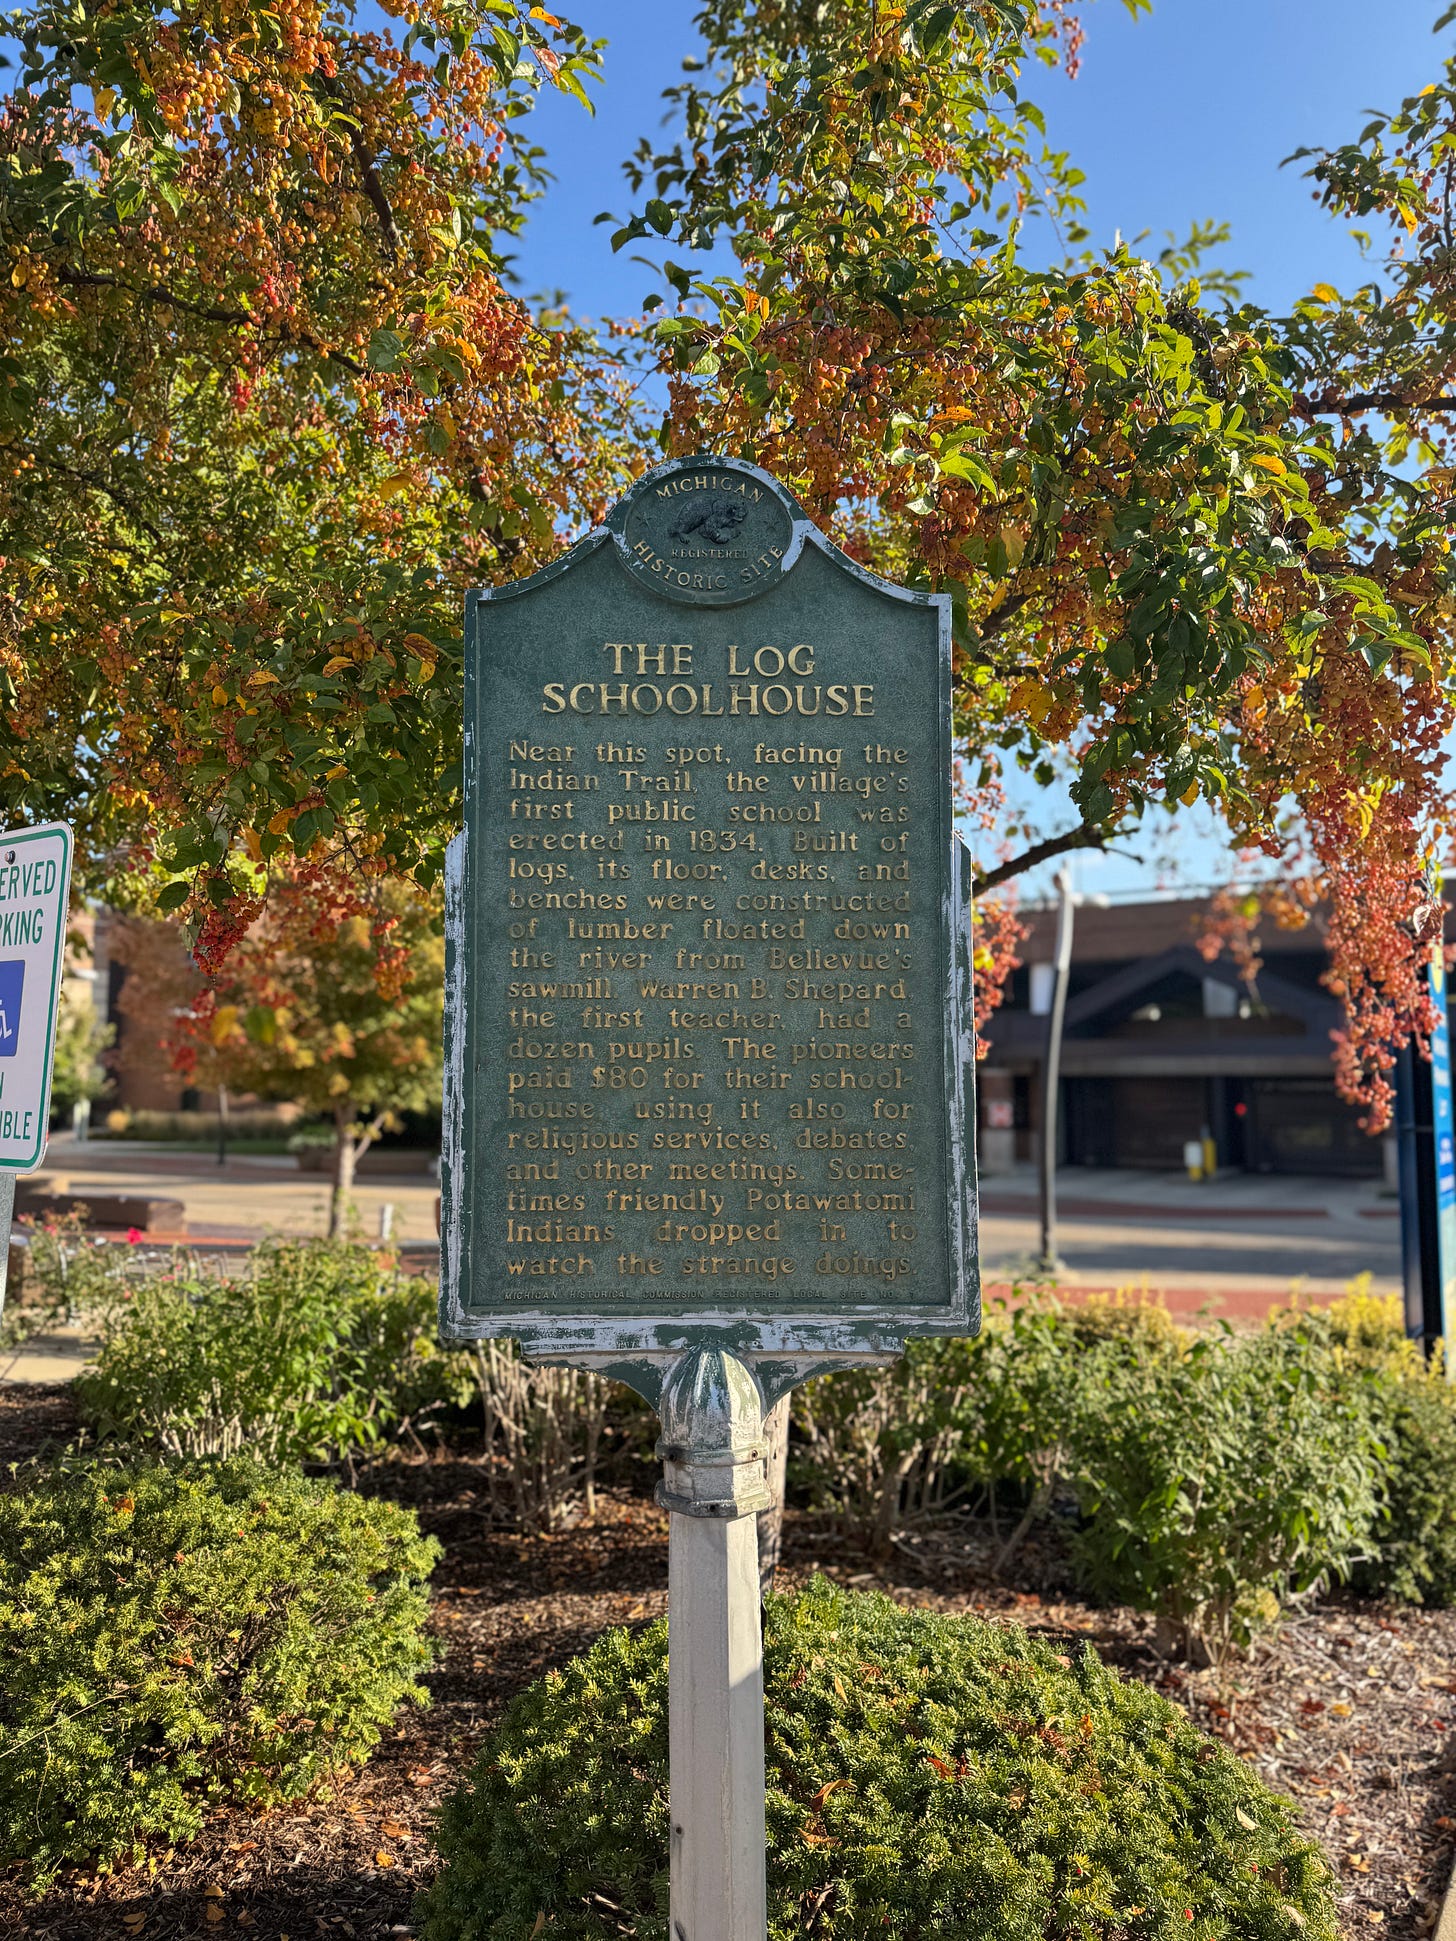 MICHIGAN
REGISTERED
HISTORIC SITE
THE LOG
SCHOOLHOUSE
Near this spot, facing the
Indian Trail, the village's
first public school was
erected in 1834. Built of
logs, its floor, desks, and
benches were constructed
of lumber floated down
the river from Bellevue's
sawmill. Warren B. Shepard,
the first teacher, had a
dozen pupils. The pioneers
paid $80 for their school-
house, using it also for
religious services, debates,
and other meetings. Some-
times friendly Potawatomi
Indians dropped in to
watch the strange doings.
MICHIGAN HISTORICAL COMMISSION REGISTERED LOCAL SITE NO. 7
ERVED
KING
IBLE